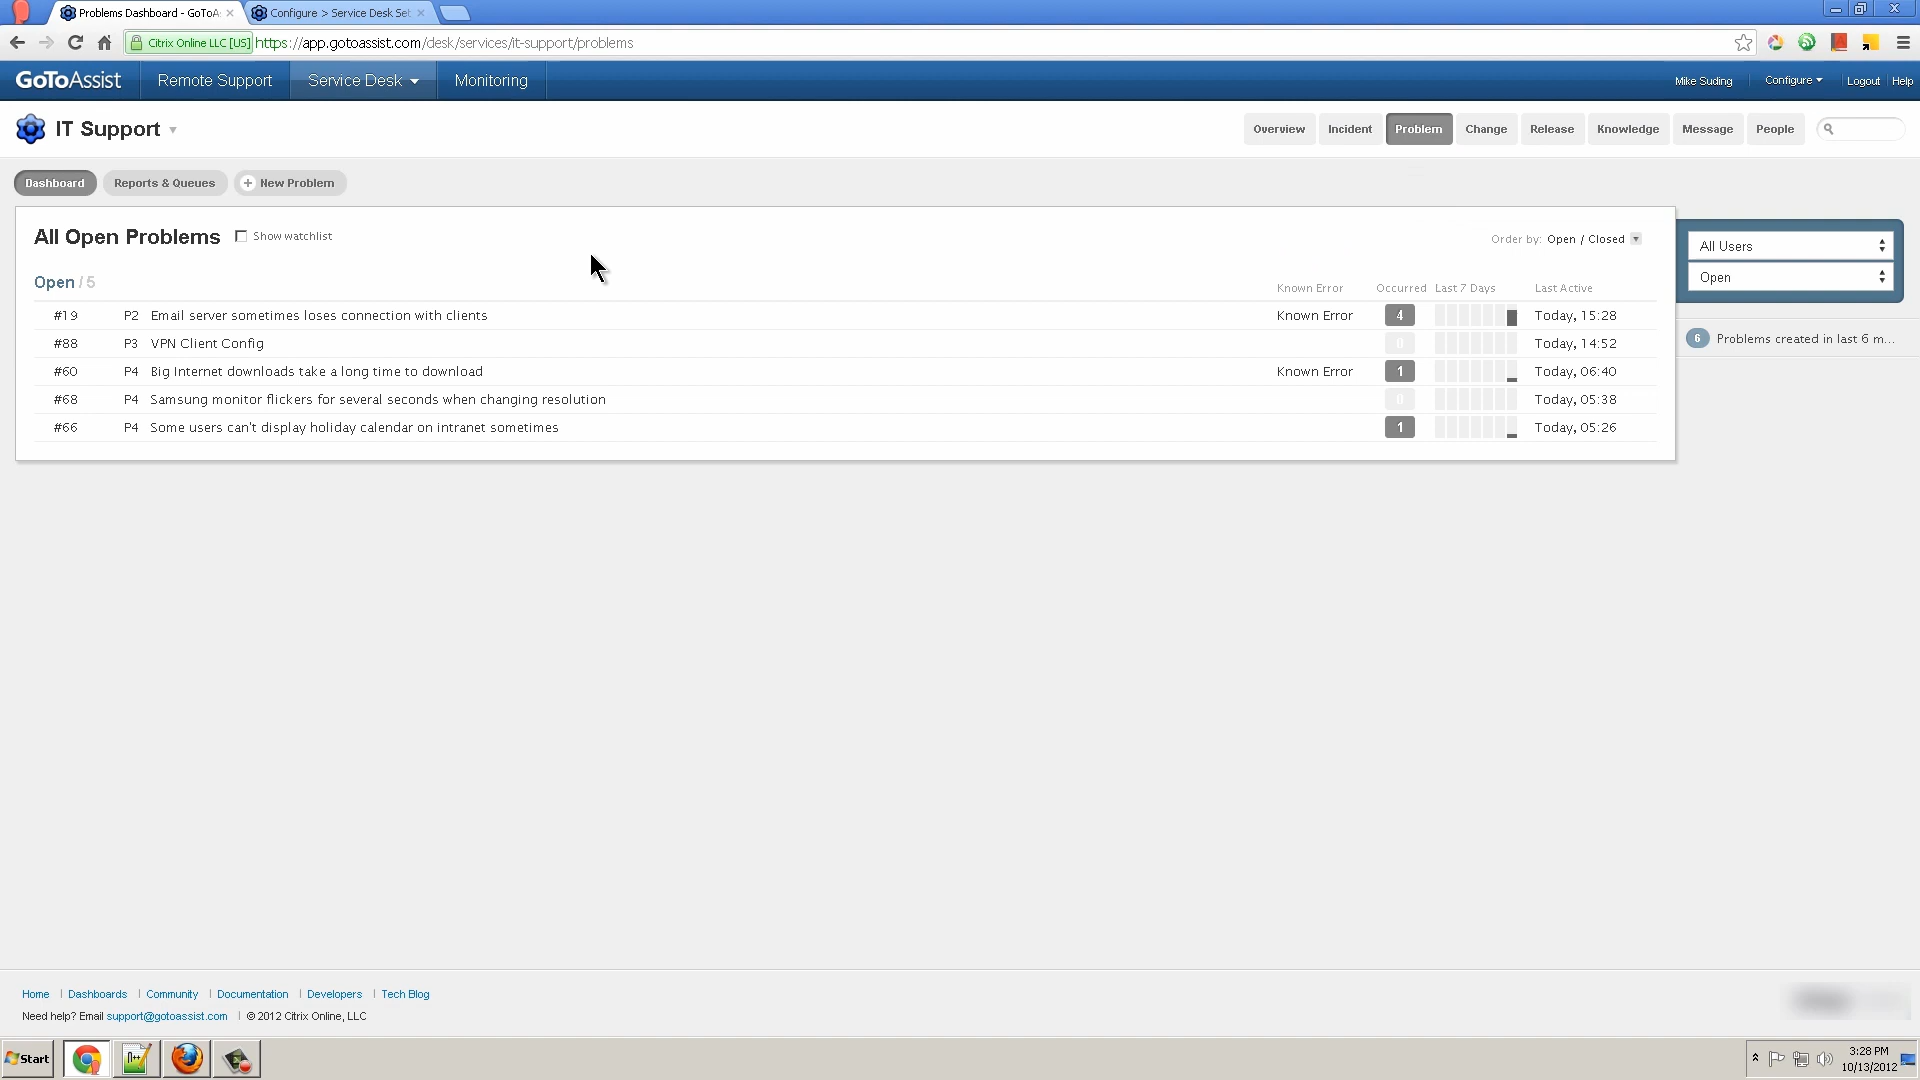 Problems Dashboard - GoToA
Configure > Service Desk Set
Citrix Online LLC [US] https://app.gotoassist.com/desk/services/it-support/problems
GoToAssist Remote Support Service Desk Monitoring Mike Suding Configure Logout Help
IT Support Overview Incident Problem Change Release Knowledge Message People
Dashboard Reports & Queues + New Problem
All Open Problems Show watchlist Order by: Open / Closed
All Users
Open
Open / 5 Known Error Occurred Last 7 Days Last Active
#19 P2 Email server sometimes loses connection with clients Known Error 4 Today, 15:28
#88 P3 VPN Client Config 0 Today, 14:52
6 Problems created in last 6 m...
#60 P4 Big Internet downloads take a long time to download Known Error 1 Today, 06:40
#68 P4 Samsung monitor flickers for several seconds when changing resolution 0 Today, 05:38
#66 P4 Some users can't display holiday calendar on intranet sometimes 1 Today, 05:26
Home | Dashboards | Community | Documentation | Developers | Tech Blog
Need help? Email support@gotoassist.com | © 2012 Citrix Online, LLC
Start
3:28 PM
10/13/2012